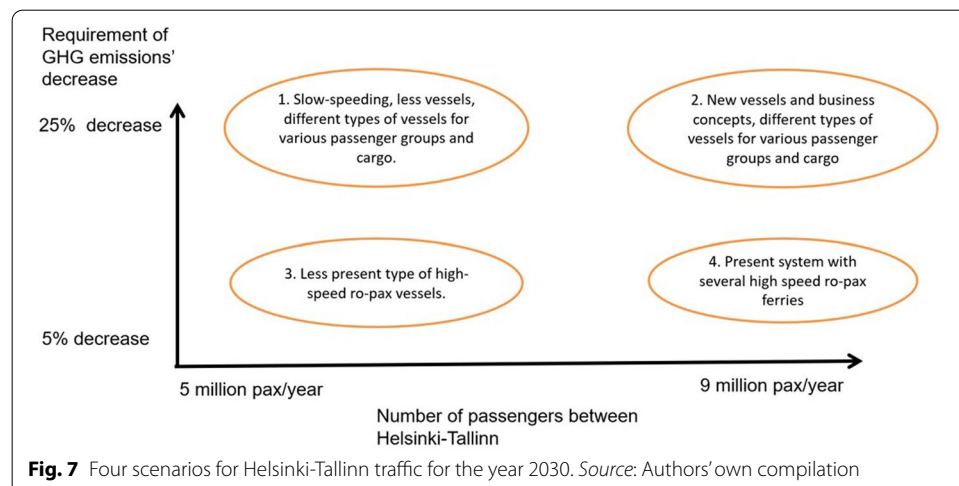 Requirement of
GHG emissions'
decrease
25% decrease
1. Slow-speeding, less vessels,
different types of vessels for
various passenger groups and
cargo.
2. New vessels and business
concepts, different types of
vessels for various passenger
groups and cargo
3. Less present type of high-
speed ro-pax vessels.
4. Present system with
several high speed ro-pax
ferries
5% decrease
5 million pax/year
9 million pax/year
Number of passengers between
Helsinki-Tallinn
Fig. 7 Four scenarios for Helsinki-Tallinn traffic for the year 2030. Source: Authors' own compilation